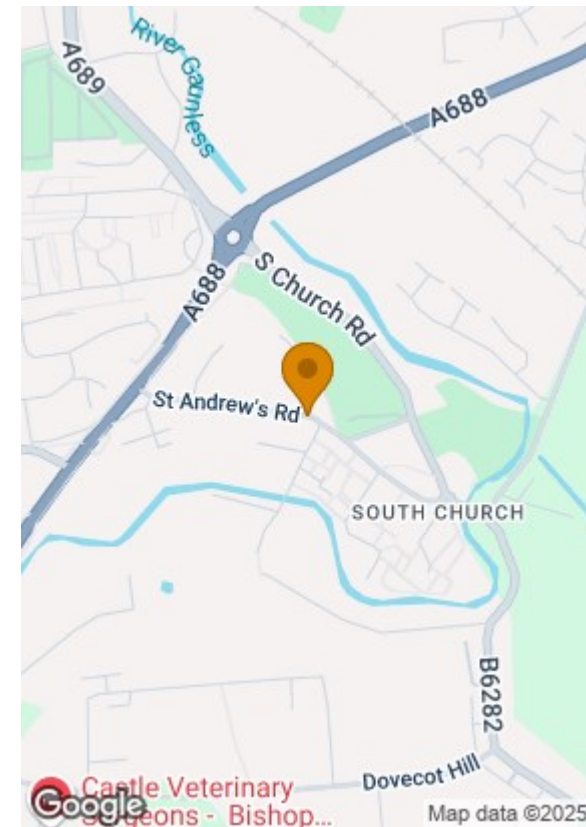 River Gaunless
A689
A688
A688
S Church Rd
St Andrew's Rd
SOUTH CHURCH
B6282
Dovecot Hill
Castle Veterinary
Surgeons - Bishop...
Google
Map data ©2025